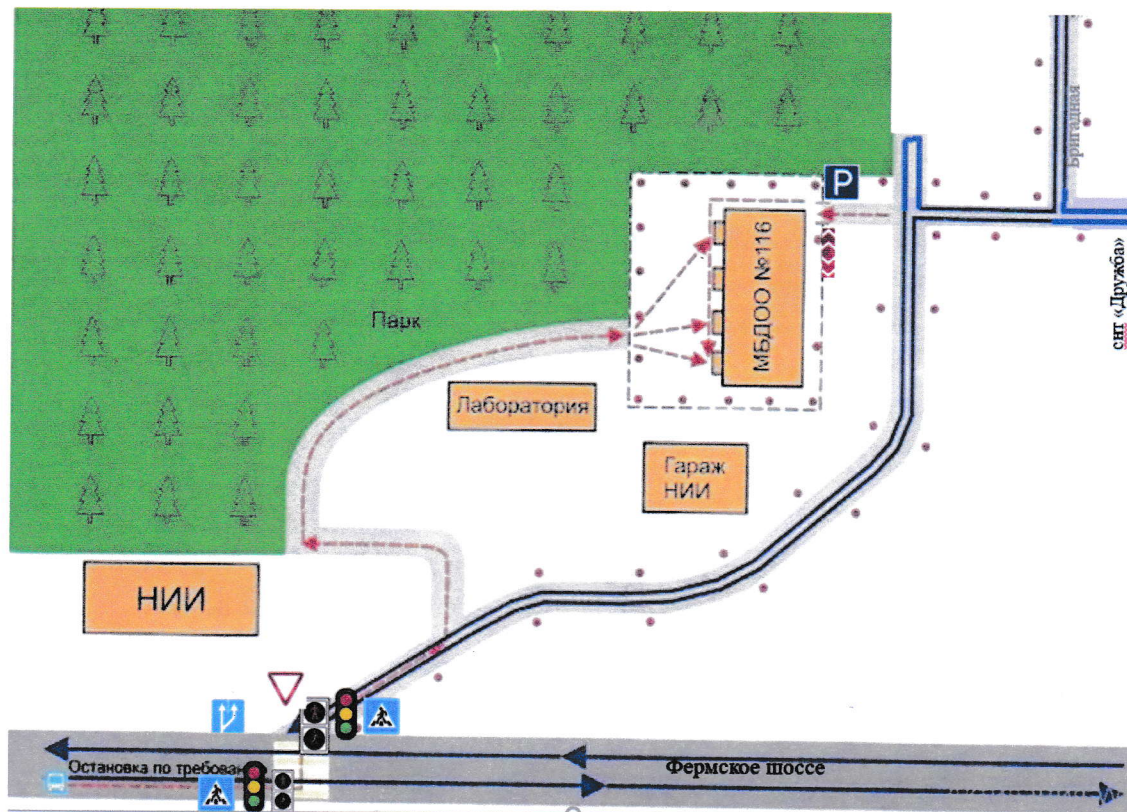 Бригадная
P
МБДОО №116
снт «Дружба»
Парк
Лаборатория
Гараж
НИИ
НИИ
Остановка по требован
Фермское шоссе